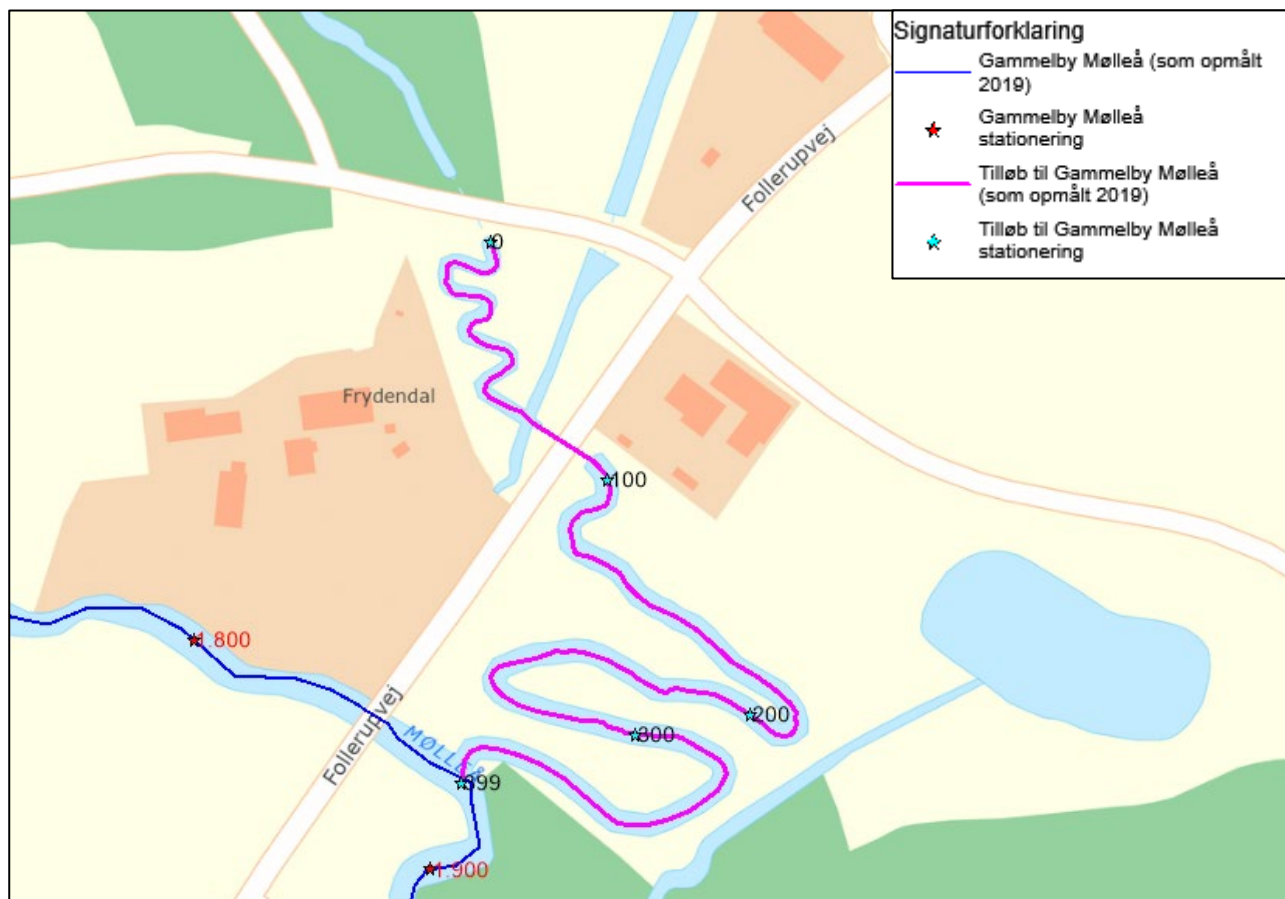 Signaturforklaring
Gammelby Mølleå (som opmålt
2019)
Gammelby Mølleå
stationering
Tilløb til Gammelby Mølleå
(som opmålt 2019)
Tilløb til Gammelby Mølleå
stationering
Follerupvej
0
Frydendal
100
1.800
200
300
Follerupvej
MØLLEÅ
399
1.900